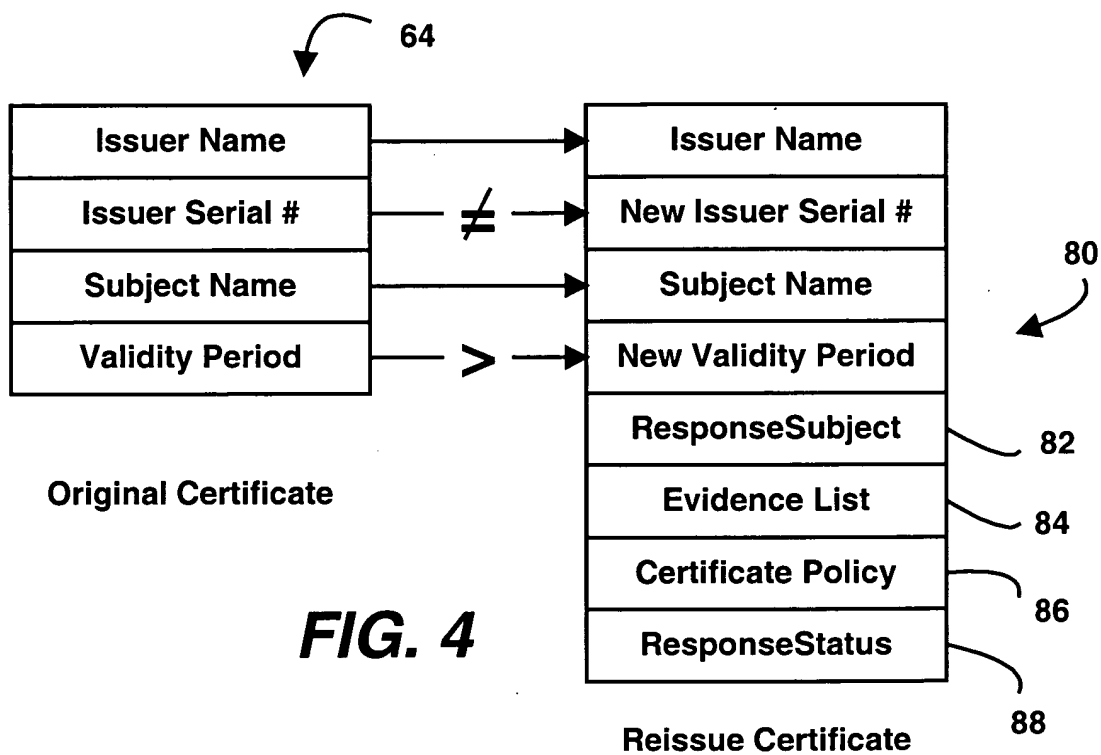 64
Issuer Name
Issuer Serial #
Subject Name
Validity Period
Original Certificate
≠
>
Issuer Name
New Issuer Serial #
Subject Name
New Validity Period
ResponseSubject
Evidence List
Certificate Policy
ResponseStatus
Reissue Certificate
80
82
84
86
88
FIG. 4